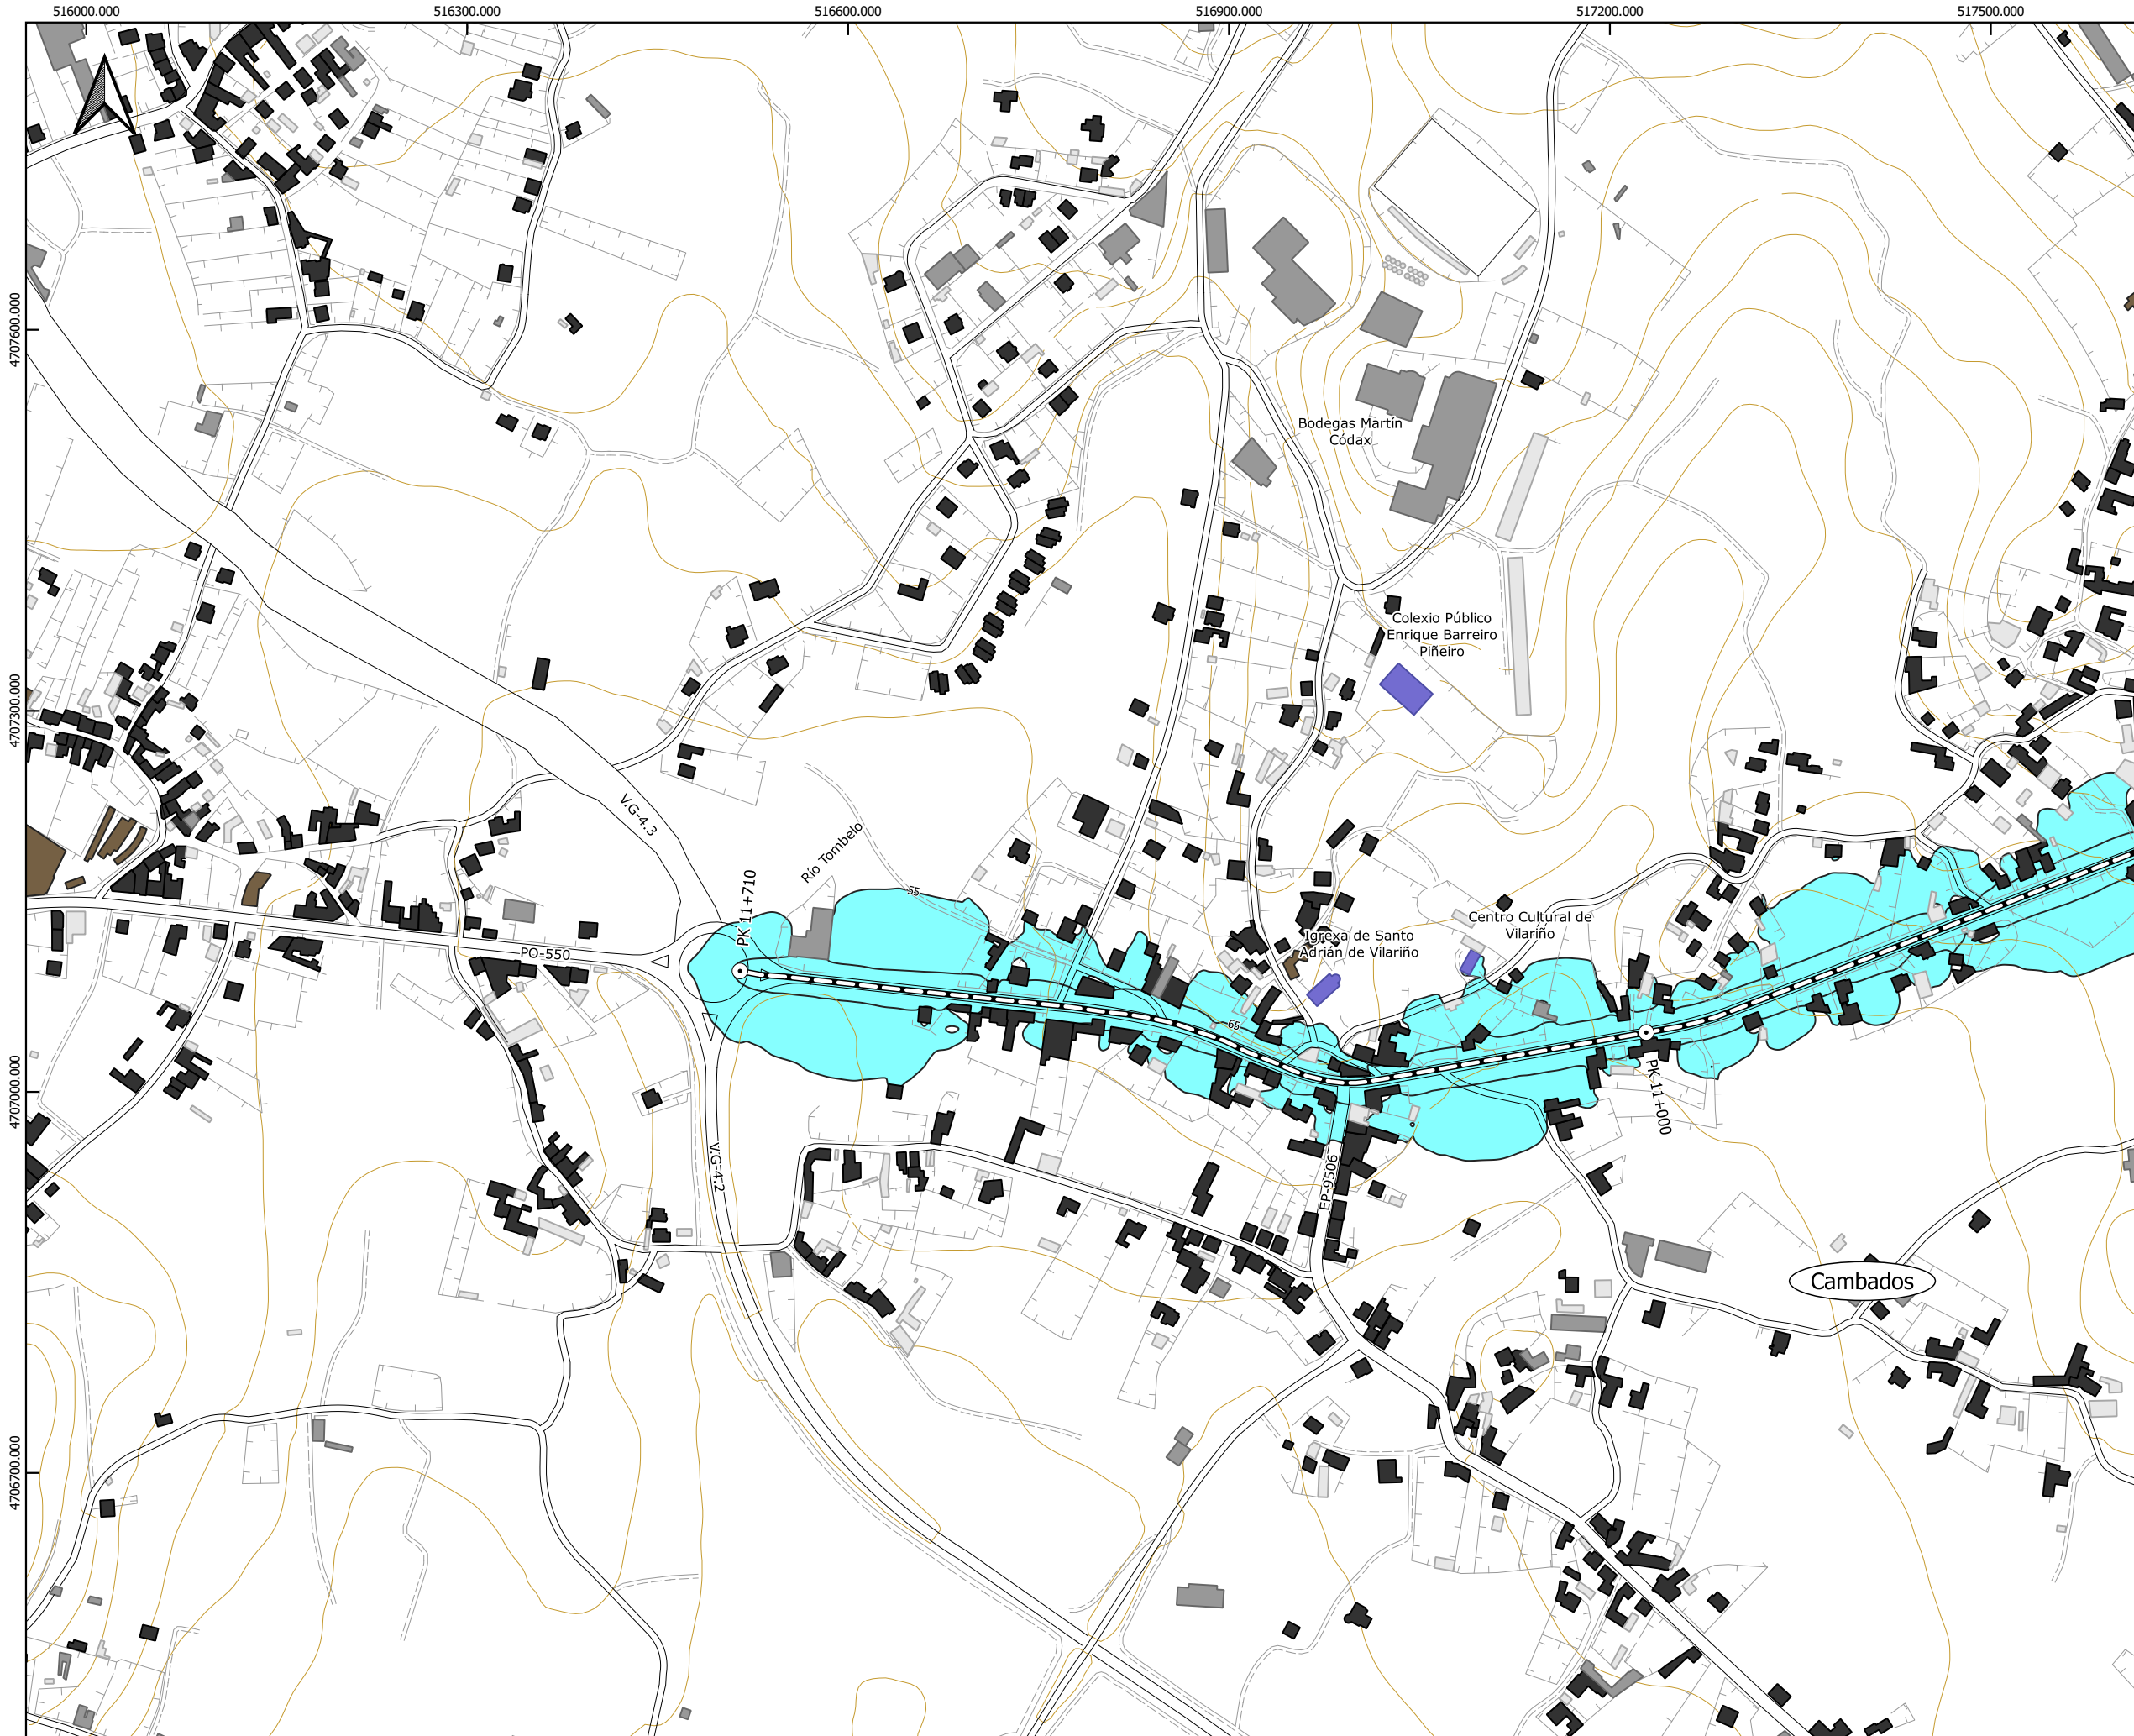 516000.000
516300.000
516600.000
516900.000
517200.000
517500.000
4707600.000
4707300.000
4707000.000
4706700.000
Bodegas Martín
Códax
Colexio Público
Enrique Barreiro
Piñeiro
V.G-4.3
Río Tombelo
PK 11+710
55
Centro Cultural de
Vilariño
Igrexa de Santo
Adrián de Vilariño
PO-550
65
PK 11+000
V.G-4.2
EP-9506
Cambados